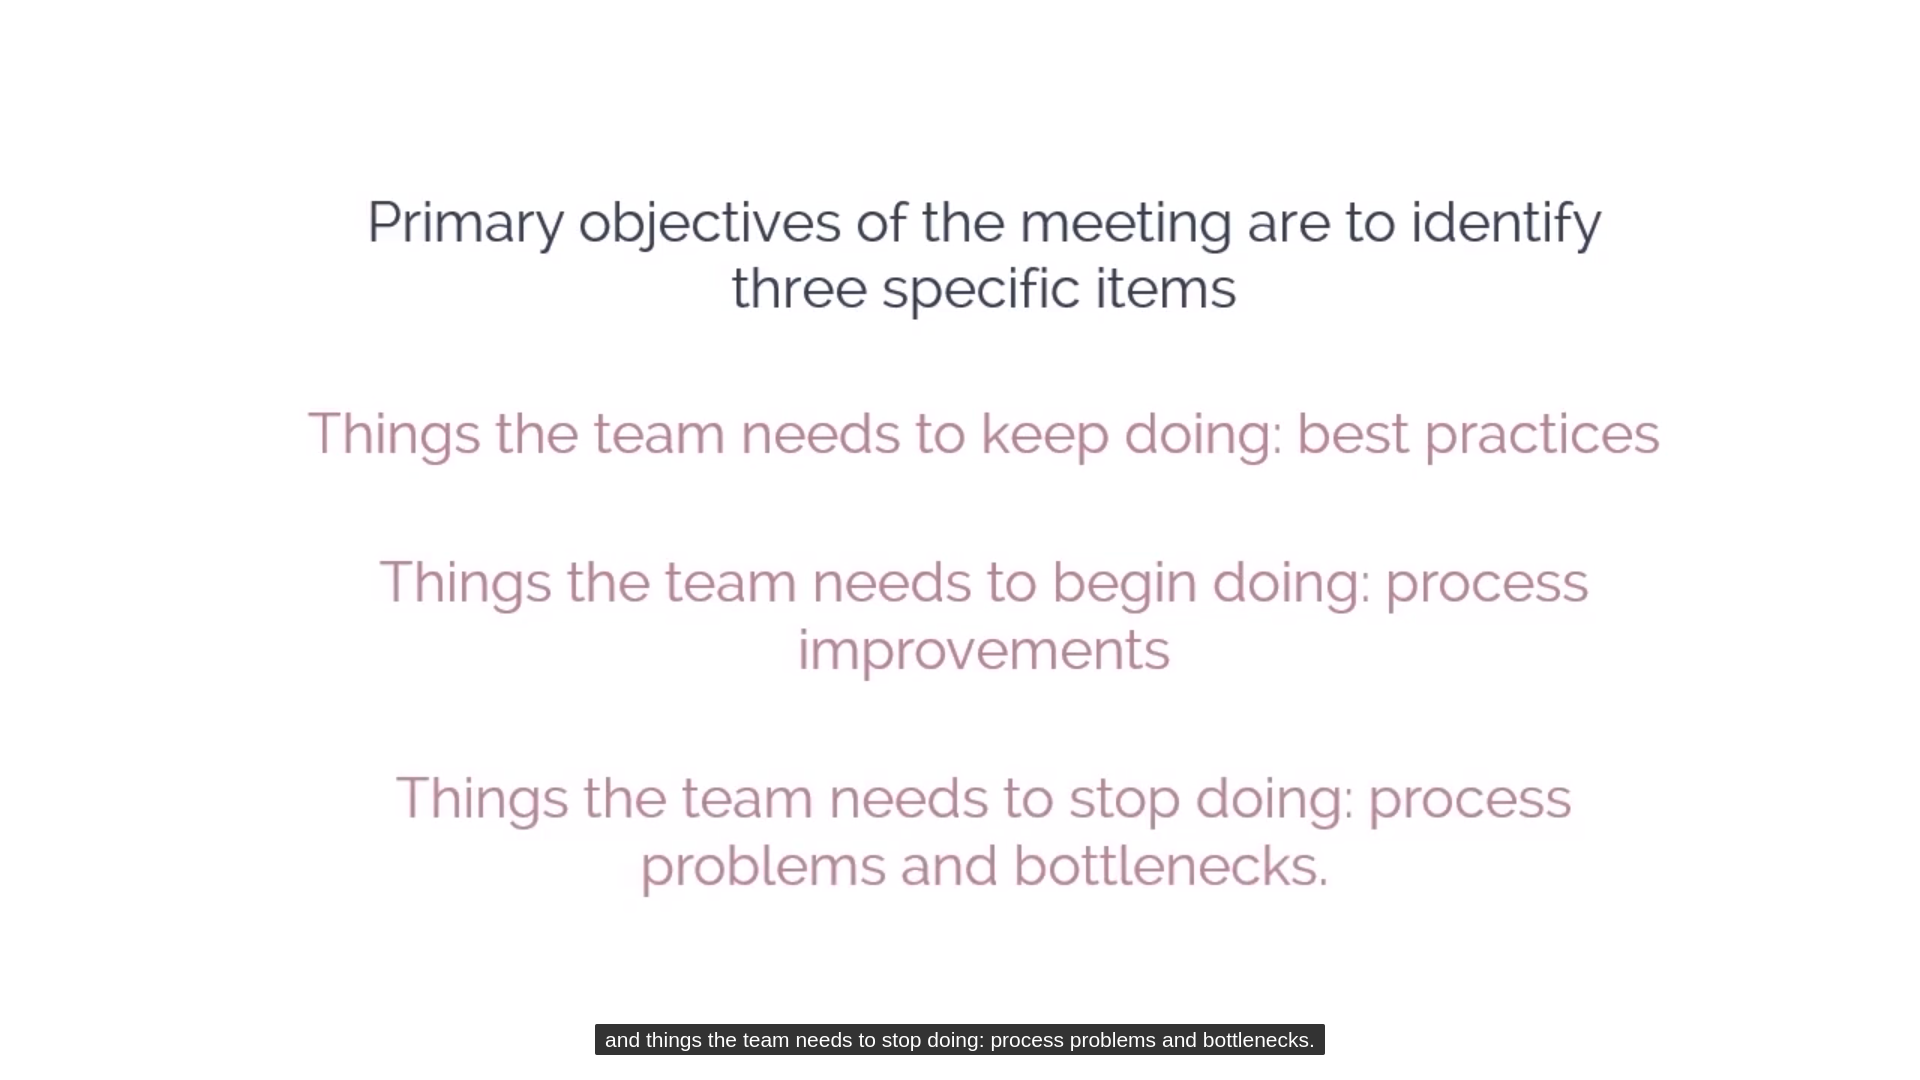 Primary objectives of the meeting are to identify
three specific items
Things the team needs to keep doing: best practices
Things the team needs to begin doing: process
improvements
Things the team needs to stop doing: process
problems and bottlenecks.
and things the team needs to stop doing: process problems and bottlenecks.